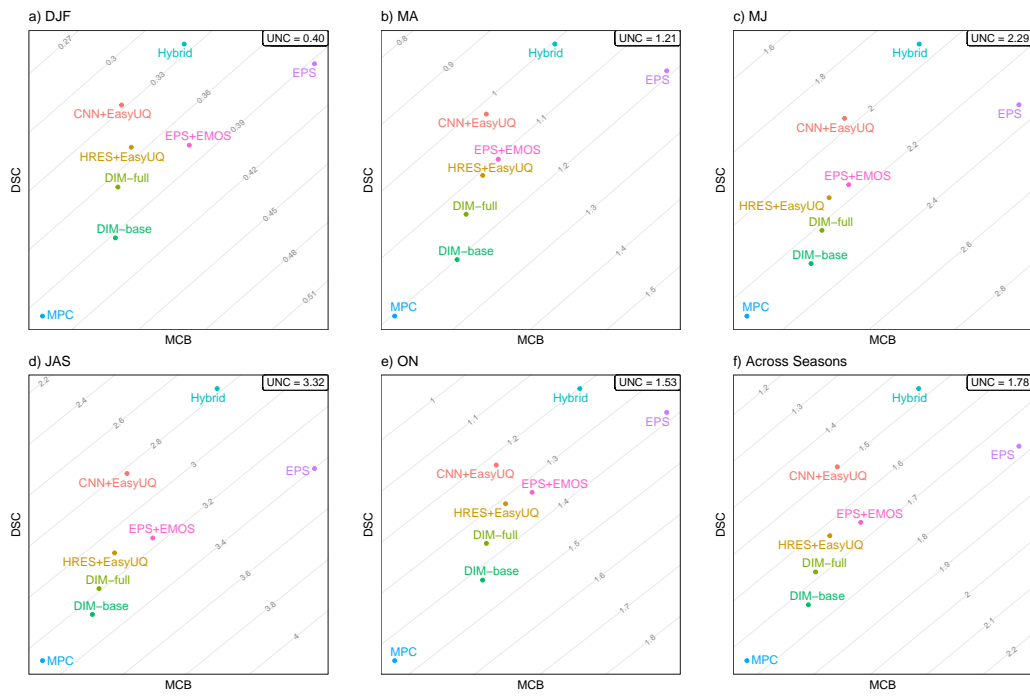 a) DJF
UNC = 0.40
0.27
0.3
0.33
0.36
0.39
0.42
0.45
0.48
0.51
Hybrid
EPS
CNN+EasyUQ
EPS+EMOS
HRES+EasyUQ
DIM−full
DIM−base
MPC
DSC
MCB
b) MA
UNC = 1.21
0.8
0.9
1
1.1
1.2
1.3
1.4
1.5
Hybrid
EPS
CNN+EasyUQ
EPS+EMOS
HRES+EasyUQ
DIM−full
DIM−base
MPC
DSC
MCB
c) MJ
UNC = 2.29
1.6
1.8
2
2.2
2.4
2.6
2.8
Hybrid
EPS
CNN+EasyUQ
EPS+EMOS
HRES+EasyUQ
DIM−full
DIM−base
MPC
DSC
MCB
d) JAS
UNC = 3.32
2.2
2.4
2.6
2.8
3
3.2
3.4
3.6
3.8
4
Hybrid
EPS
CNN+EasyUQ
EPS+EMOS
HRES+EasyUQ
DIM−full
DIM−base
MPC
DSC
MCB
e) ON
UNC = 1.53
1
1.1
1.2
1.3
1.4
1.5
1.6
1.7
1.8
Hybrid
EPS
CNN+EasyUQ
EPS+EMOS
HRES+EasyUQ
DIM−full
DIM−base
MPC
DSC
MCB
f) Across Seasons
UNC = 1.78
1.2
1.3
1.4
1.5
1.6
1.7
1.8
1.9
2
2.1
2.2
Hybrid
EPS
CNN+EasyUQ
EPS+EMOS
HRES+EasyUQ
DIM−full
DIM−base
MPC
DSC
MCB